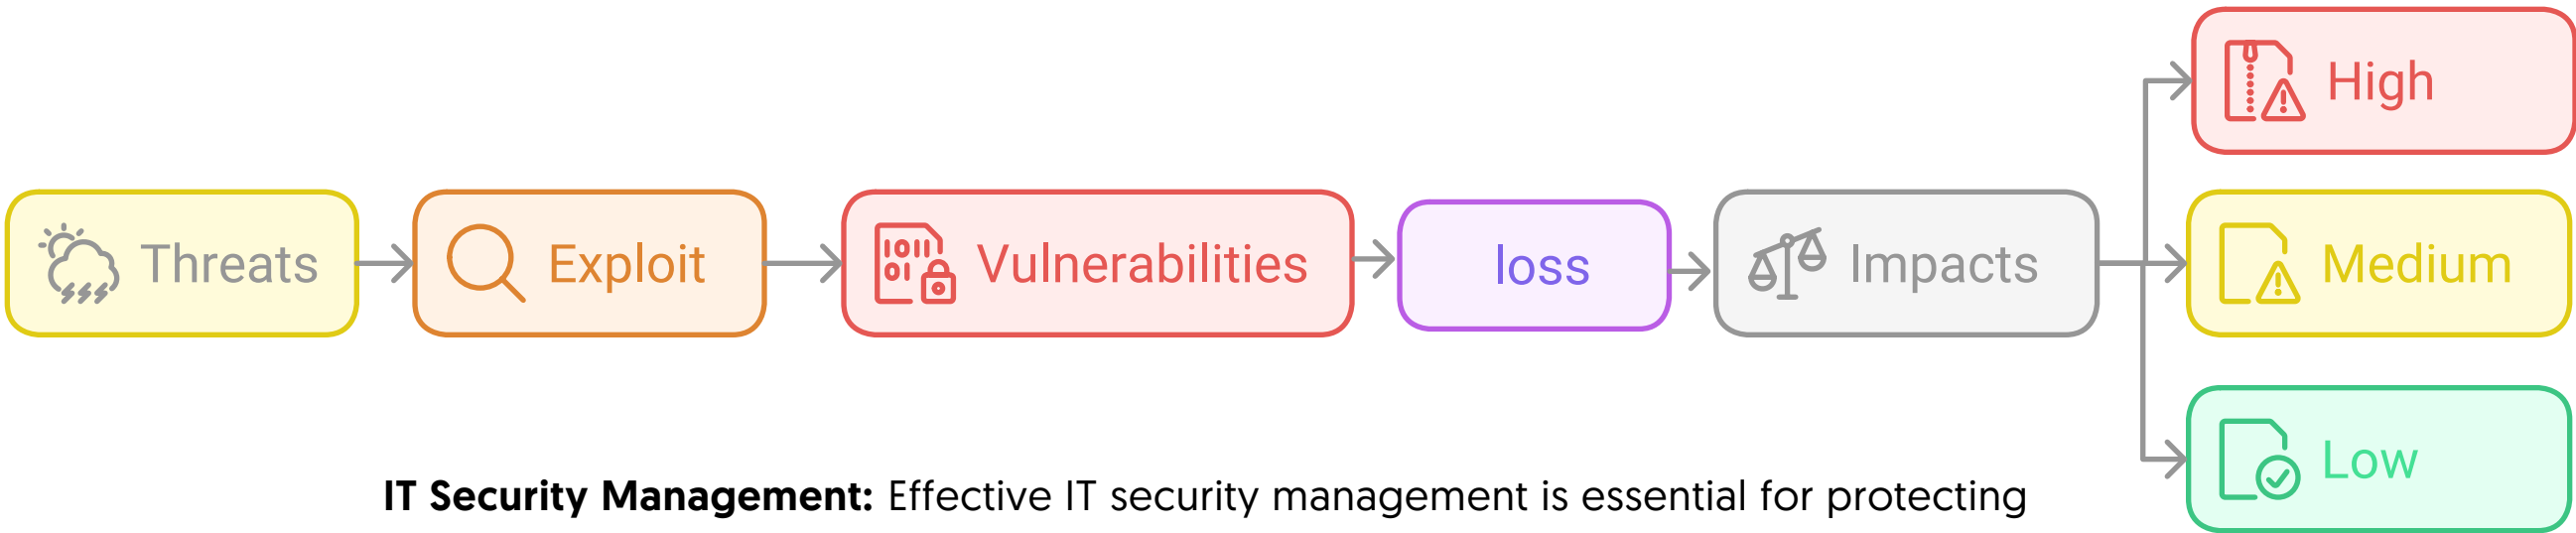 High
Threats
Exploit
Vulnerabilities
loss
Impacts
Medium
Low
IT Security Management: Effective IT security management is essential for protecting